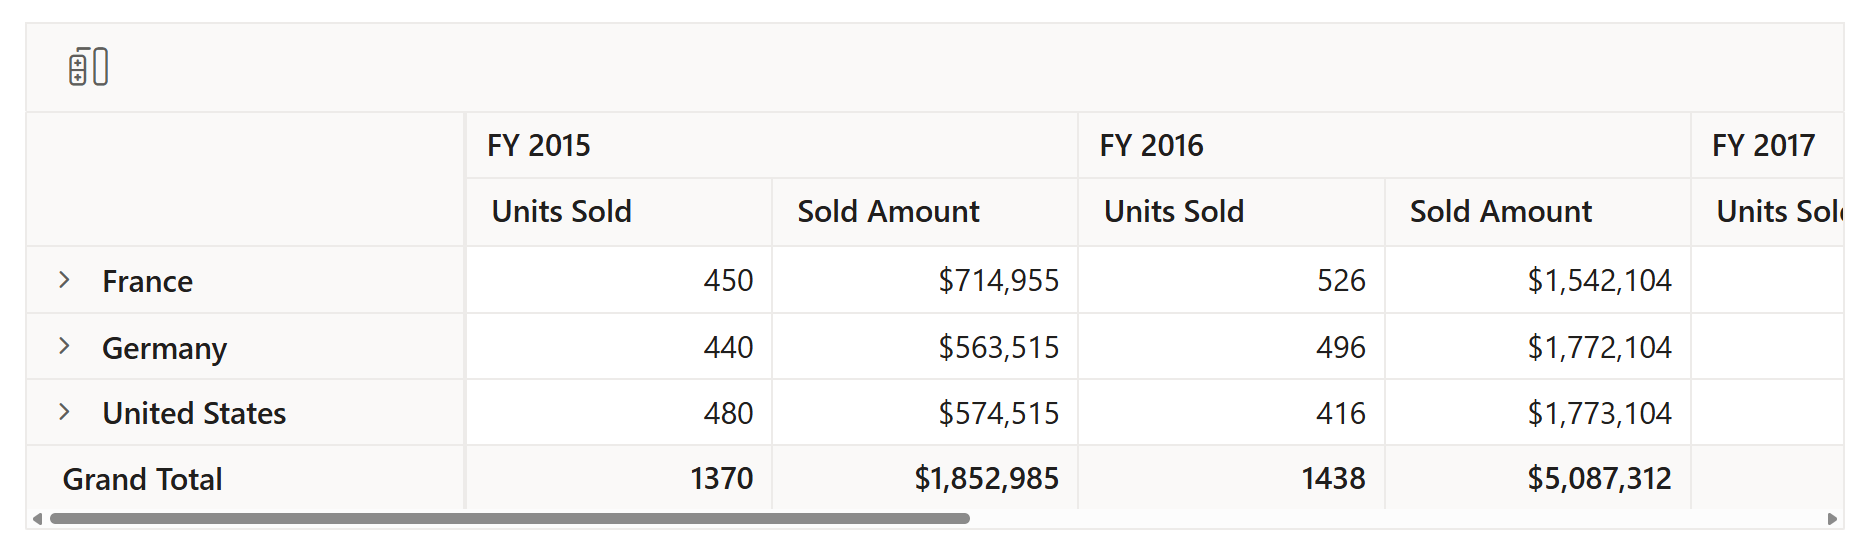 FY 2015 FY 2016 FY 2017
Units Sold Sold Amount Units Sold Sold Amount Units Sol
France 450 $714,955 526 $1,542,104
Germany 440 $563,515 496 $1,772,104
United States 480 $574,515 416 $1,773,104
Grand Total 1370 $1,852,985 1438 $5,087,312